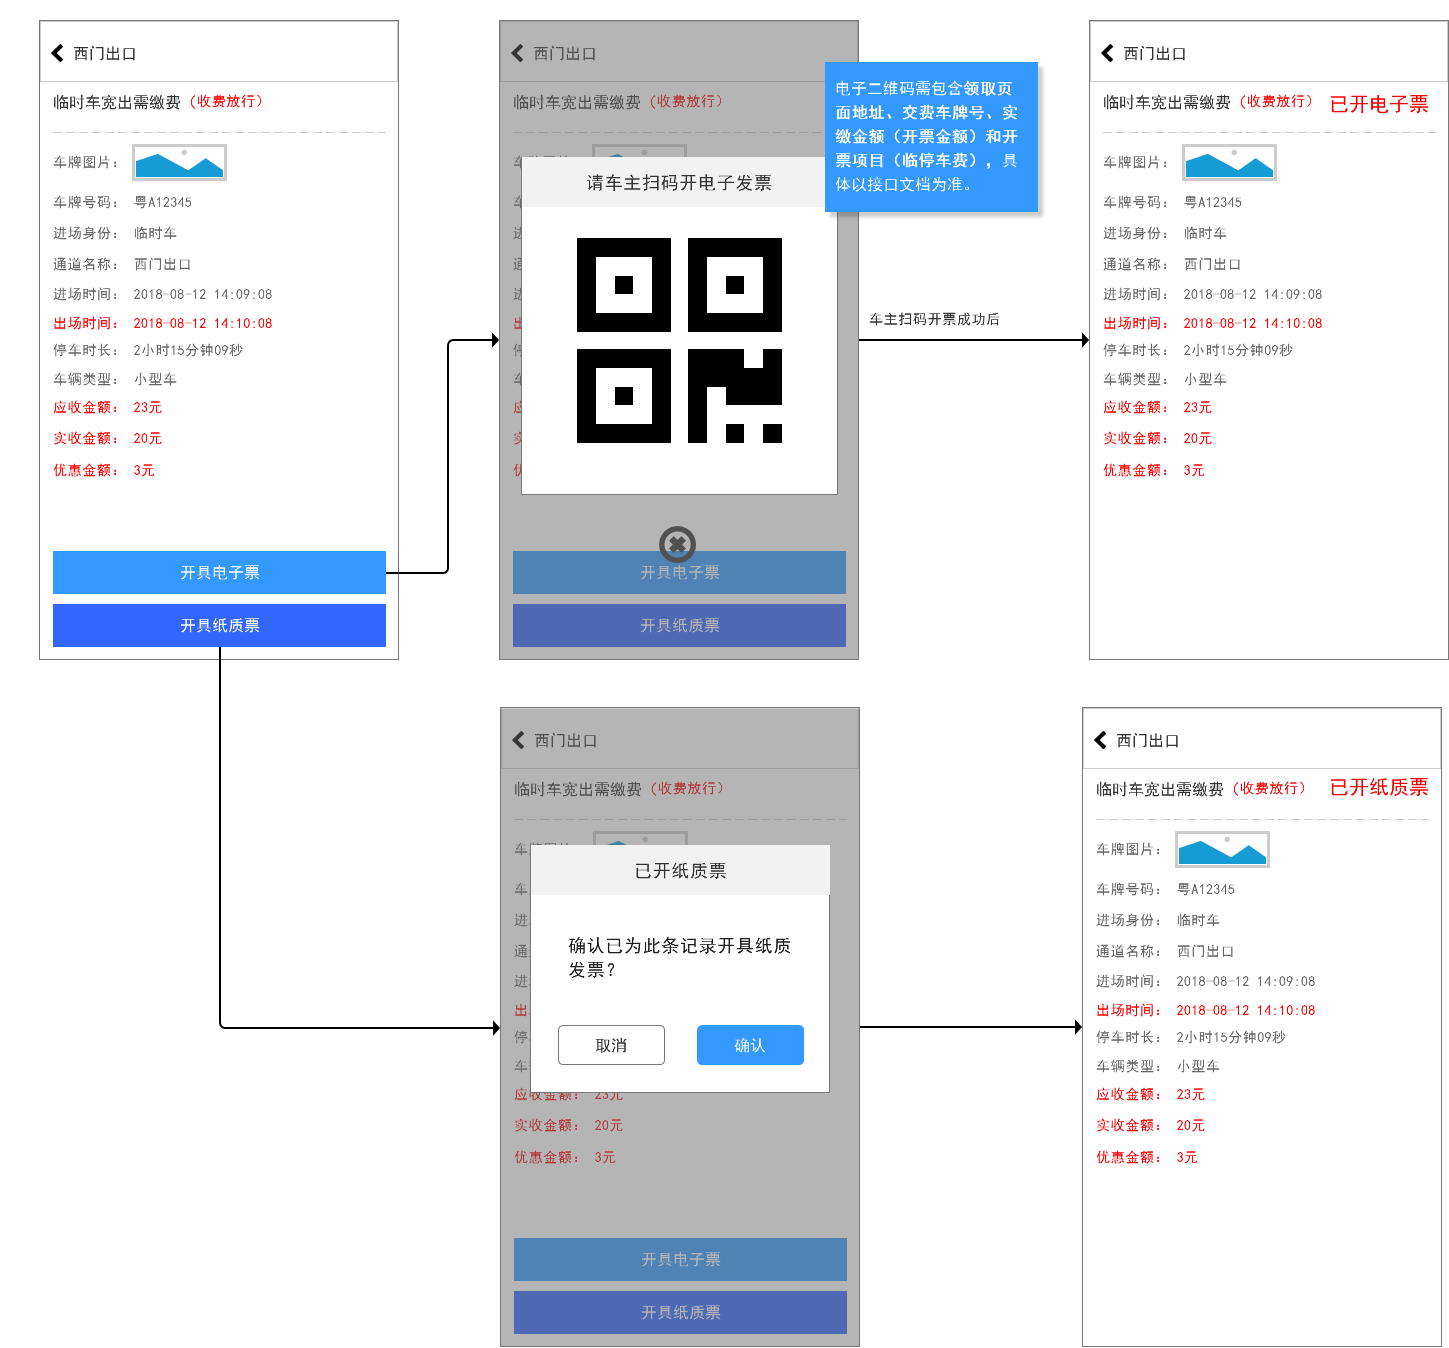 西门出口
临时车宽出需缴费（收费放行）
车牌图片：
车牌号码： 粤A12345
进场身份： 临时车
通道名称： 西门出口
进场时间： 2018-08-12 14:09:08
出场时间： 2018-08-12 14:10:08
停车时长： 2小时15分钟09秒
车辆类型： 小型车
应收金额： 23元
实收金额： 20元
优惠金额： 3元
开具电子票
开具纸质票
西门出口
临时车宽出需缴费（收费放行）
请车主扫码开电子发票
开具电子票
开具纸质票
电子二维码需包含领取页
面地址、交费车牌号、实
缴金额（开票金额）和开
票项目（临停车费），具
体以接口文档为准。
车主扫码开票成功后
西门出口
临时车宽出需缴费（收费放行） 已开电子票
车牌图片：
车牌号码： 粤A12345
进场身份： 临时车
通道名称： 西门出口
进场时间： 2018-08-12 14:09:08
出场时间： 2018-08-12 14:10:08
停车时长： 2小时15分钟09秒
车辆类型： 小型车
应收金额： 23元
实收金额： 20元
优惠金额： 3元
西门出口
临时车宽出需缴费（收费放行）
已开纸质票
确认已为此条记录开具纸质
发票？
取消 确认
应收金额： 23元
实收金额： 20元
优惠金额： 3元
开具电子票
开具纸质票
西门出口
临时车宽出需缴费（收费放行） 已开纸质票
车牌图片：
车牌号码： 粤A12345
进场身份： 临时车
通道名称： 西门出口
进场时间： 2018-08-12 14:09:08
出场时间： 2018-08-12 14:10:08
停车时长： 2小时15分钟09秒
车辆类型： 小型车
应收金额： 23元
实收金额： 20元
优惠金额： 3元